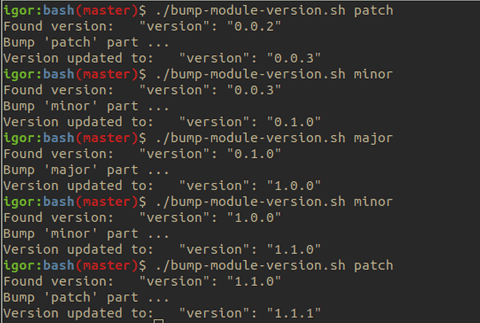 igor:bash(master)$ ./bump-module-version.sh patch
Found version:   "version": "0.0.2"
Bump 'patch' part ...
Version updated to:   "version": "0.0.3"
igor:bash(master)$ ./bump-module-version.sh minor
Found version:   "version": "0.0.3"
Bump 'minor' part ...
Version updated to:   "version": "0.1.0"
igor:bash(master)$ ./bump-module-version.sh major
Found version:   "version": "0.1.0"
Bump 'major' part ...
Version updated to:   "version": "1.0.0"
igor:bash(master)$ ./bump-module-version.sh minor
Found version:   "version": "1.0.0"
Bump 'minor' part ...
Version updated to:   "version": "1.1.0"
igor:bash(master)$ ./bump-module-version.sh patch
Found version:   "version": "1.1.0"
Bump 'patch' part ...
Version updated to:   "version": "1.1.1"